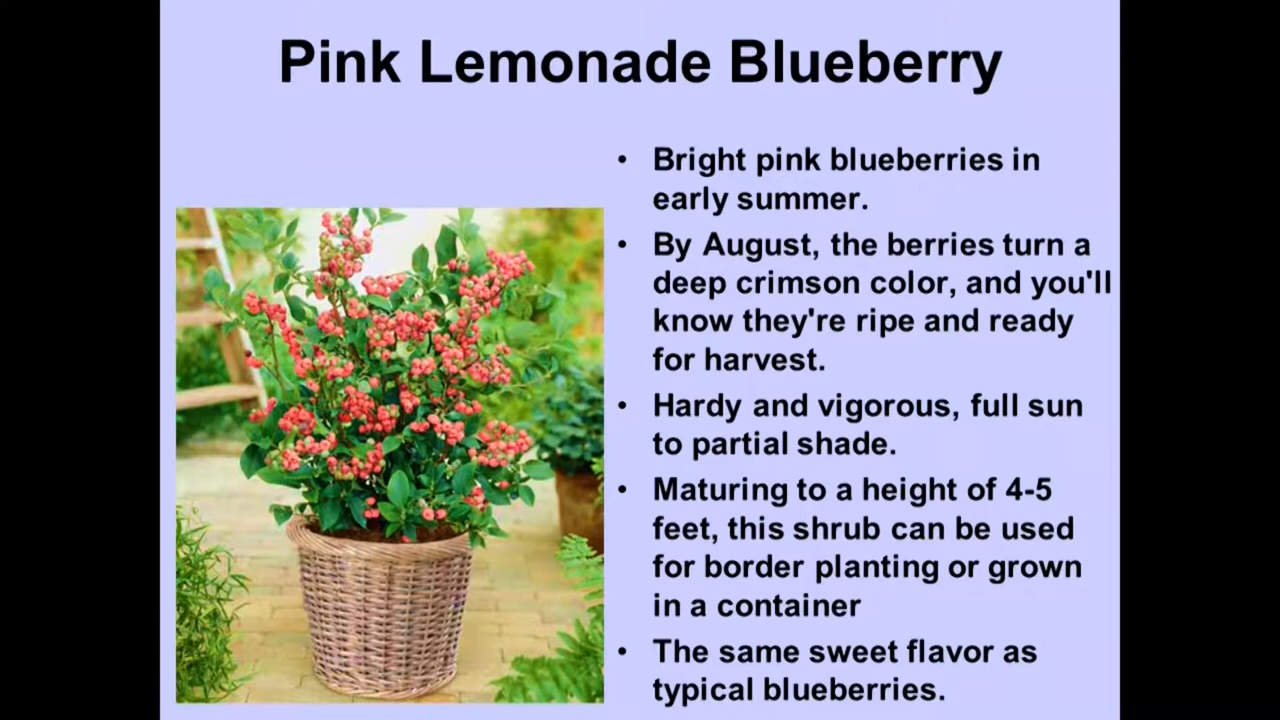 Pink Lemonade Blueberry
• Bright pink blueberries in
early summer.
• By August, the berries turn a
deep crimson color, and you'll
know they're ripe and ready
for harvest.
• Hardy and vigorous, full sun
to partial shade.
• Maturing to a height of 4-5
feet, this shrub can be used
for border planting or grown
in a container
• The same sweet flavor as
typical blueberries.